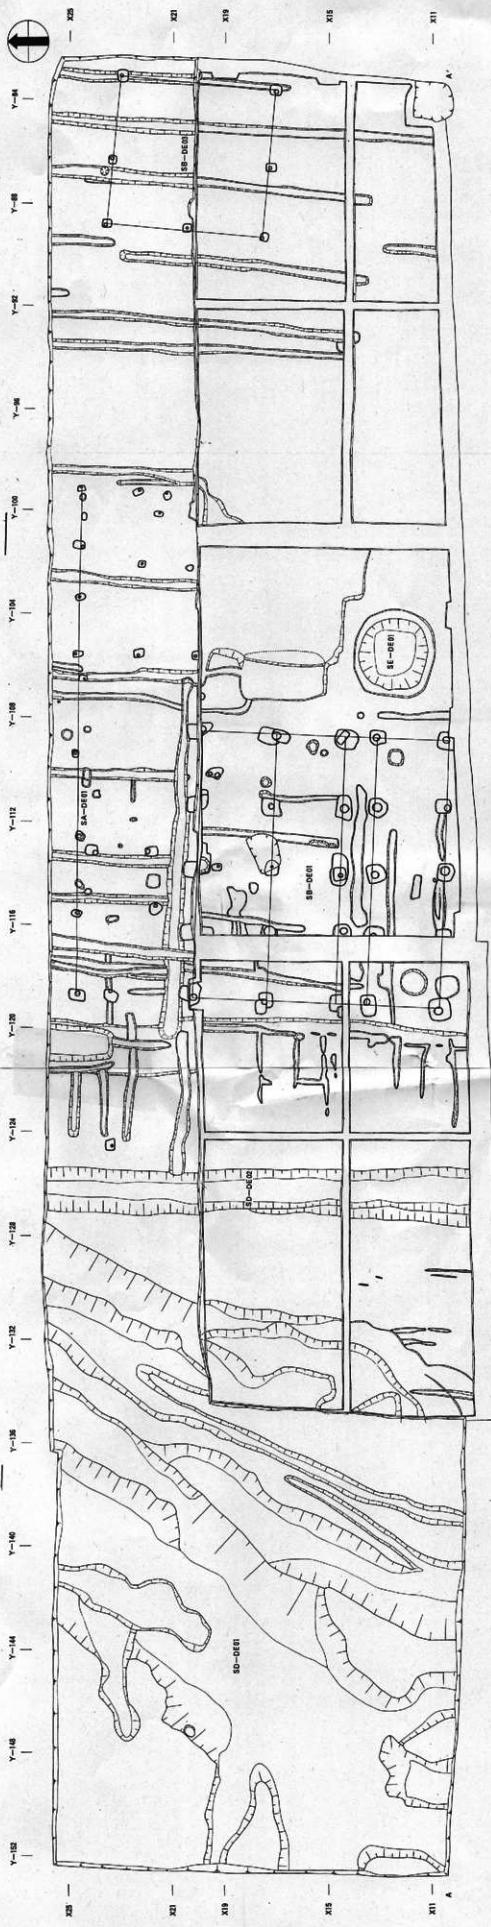 X25
X21
X19
X15
X11
Y-84
Y-88
Y-92
Y-96
Y-100
Y-104
Y-108
Y-112
Y-116
Y-120
Y-124
Y-128
Y-132
Y-136
Y-140
Y-144
Y-148
Y-152
A'
SB-DE03
SE-DE01
SA-DE01
SB-DE01
SD-DE02
SD-DE01
X25
X21
X19
X15
X11
A